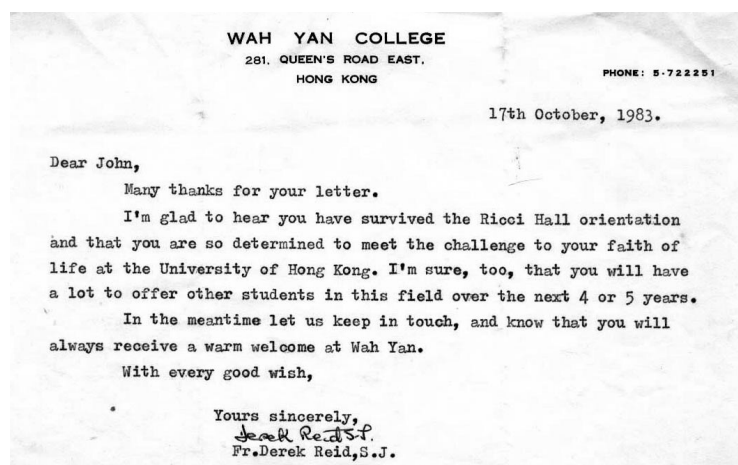 WAH YAN COLLEGE
281, QUEEN'S ROAD EAST,
HONG KONG
PHONE: 5-722251
17th October, 1983.
Dear John,
Many thanks for your letter.
I'm glad to hear you have survived the Ricci Hall orientation
and that you are so determined to meet the challenge to your faith of
life at the University of Hong Kong. I'm sure, too, that you will have
a lot to offer other students in this field over the next 4 or 5 years.
In the meantime let us keep in touch, and know that you will
always receive a warm welcome at Wah Yan.
With every good wish,
Yours sincerely,
Derek Reid S.J.
Fr.Derek Reid,S.J.